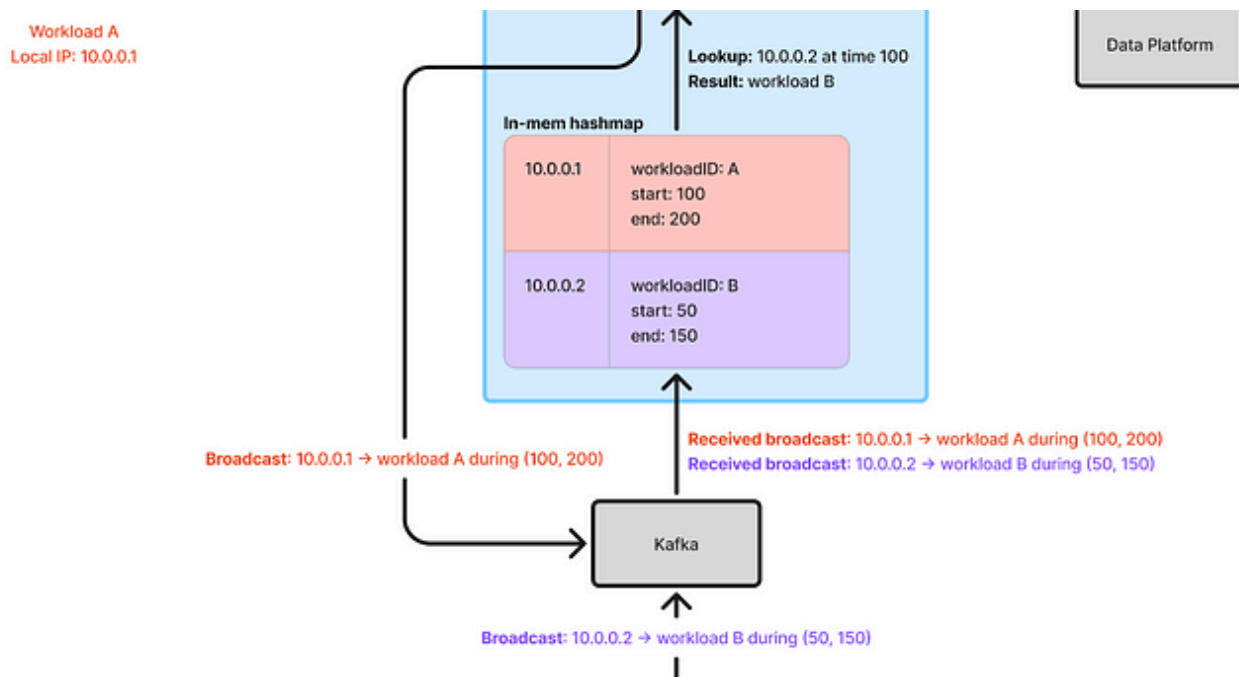 Workload A
Local IP: 10.0.0.1
Data Platform
Lookup: 10.0.0.2 at time 100
Result: workload B
In-mem hashmap
10.0.0.1
workloadID: A
start: 100
end: 200
10.0.0.2
workloadID: B
start: 50
end: 150
Received broadcast: 10.0.0.1 → workload A during (100, 200)
Received broadcast: 10.0.0.2 → workload B during (50, 150)
Broadcast: 10.0.0.1 → workload A during (100, 200)
Kafka
Broadcast: 10.0.0.2 → workload B during (50, 150)